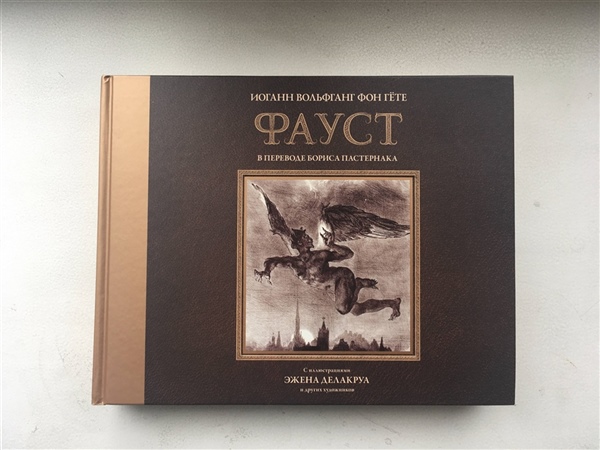 ИОГАНН ВОЛЬФГАНГ ФОН ГЁТЕ
ФАУСТ
В ПЕРЕВОДЕ БОРИСА ПАСТЕРНАКА
С иллюстрациями
ЭЖЕНА ДЕЛАКРУА
и других художников